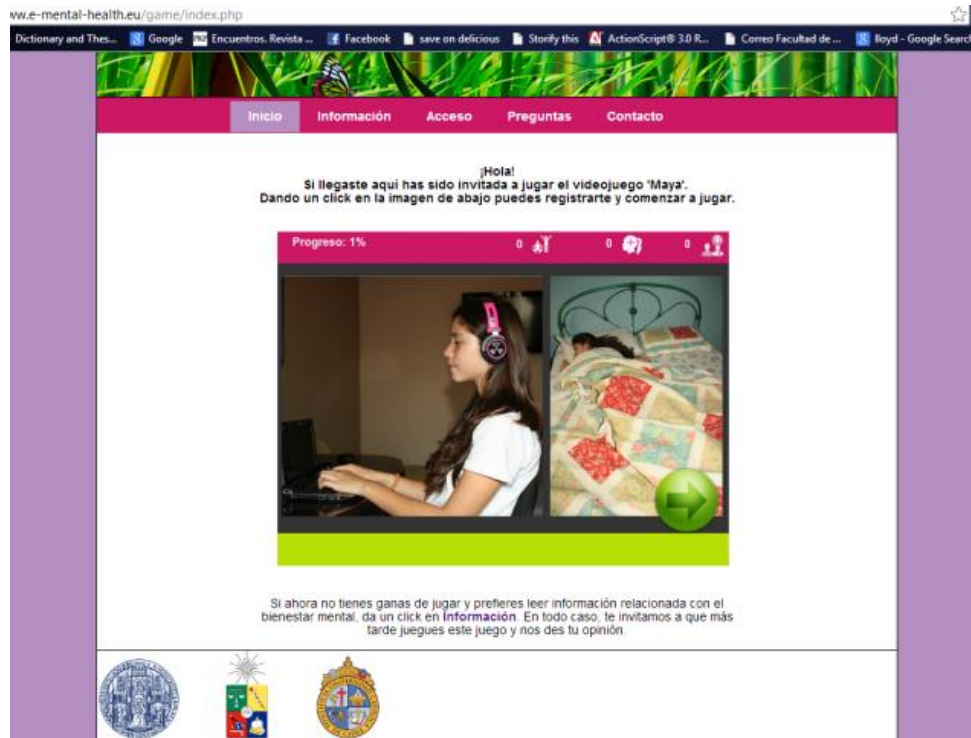 ww.e-mental-health.eu/game/index.php
Dictionary and Thes... Google Encuentros. Revista ... Facebook save on delicious Storify this ActionScript® 3.0 R... Correo Facultad de ... lloyd - Google Search
Inicio Información Acceso Preguntas Contacto
¡Hola!
Si llegaste aquí has sido invitada a jugar el videojuego 'Maya'.
Dando un click en la imagen de abajo puedes registrarte y comenzar a jugar.
Progreso: 1% 0 0 0
Si ahora no tienes ganas de jugar y prefieres leer información relacionada con el
bienestar mental, da un click en Información. En todo caso, te invitamos a que más
tarde juegues este juego y nos des tu opinión.